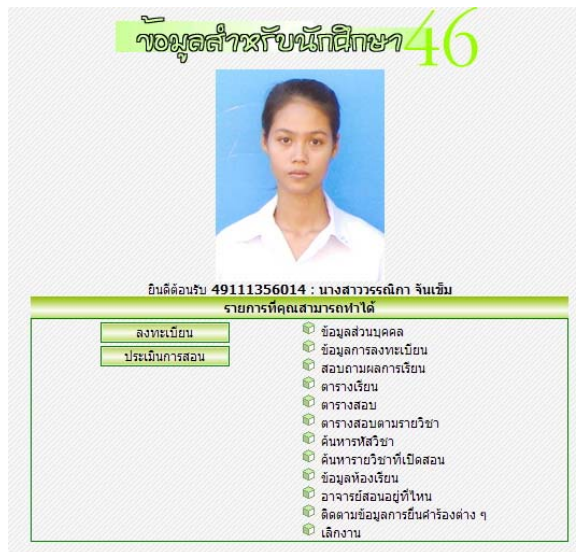 ข้อมูลสำหรับนักศึกษา46
ยินดีต้อนรับ 49111356014 : นางสาววรรณิกา จินเข็ม
รายการที่คุณสามารถทำได้
ลงทะเบียน
ประเมินการสอน
ข้อมูลส่วนบุคคล
ข้อมูลการลงทะเบียน
สอบถามผลการเรียน
ตารางเรียน
ตารางสอบ
ตารางสอบตามรายวิชา
ค้นหารหัสวิชา
ค้นหารายวิชาที่เปิดสอน
ข้อมูลห้องเรียน
อาจารย์สอนอยู่ที่ไหน
ติดตามข้อมูลการยื่นคำร้องต่าง ๆ
เลิกงาน